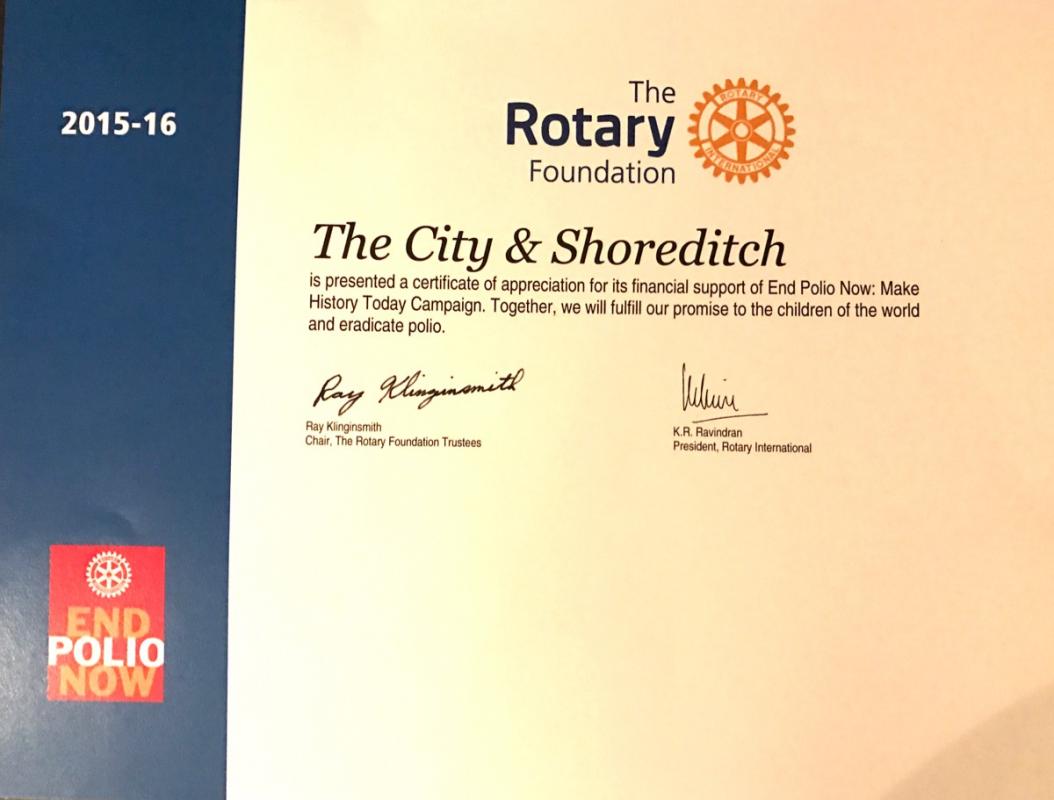 2015-16
The
Rotary
Foundation
ROTARY
INTERNATIONAL
The City & Shoreditch
is presented a certificate of appreciation for its financial support of End Polio Now: Make
History Today Campaign. Together, we will fulfill our promise to the children of the world
and eradicate polio.
Ray Klinginsmith
Ray Klinginsmith
Chair, The Rotary Foundation Trustees
K.R. Ravindran
President, Rotary International
END
POLIO
NOW